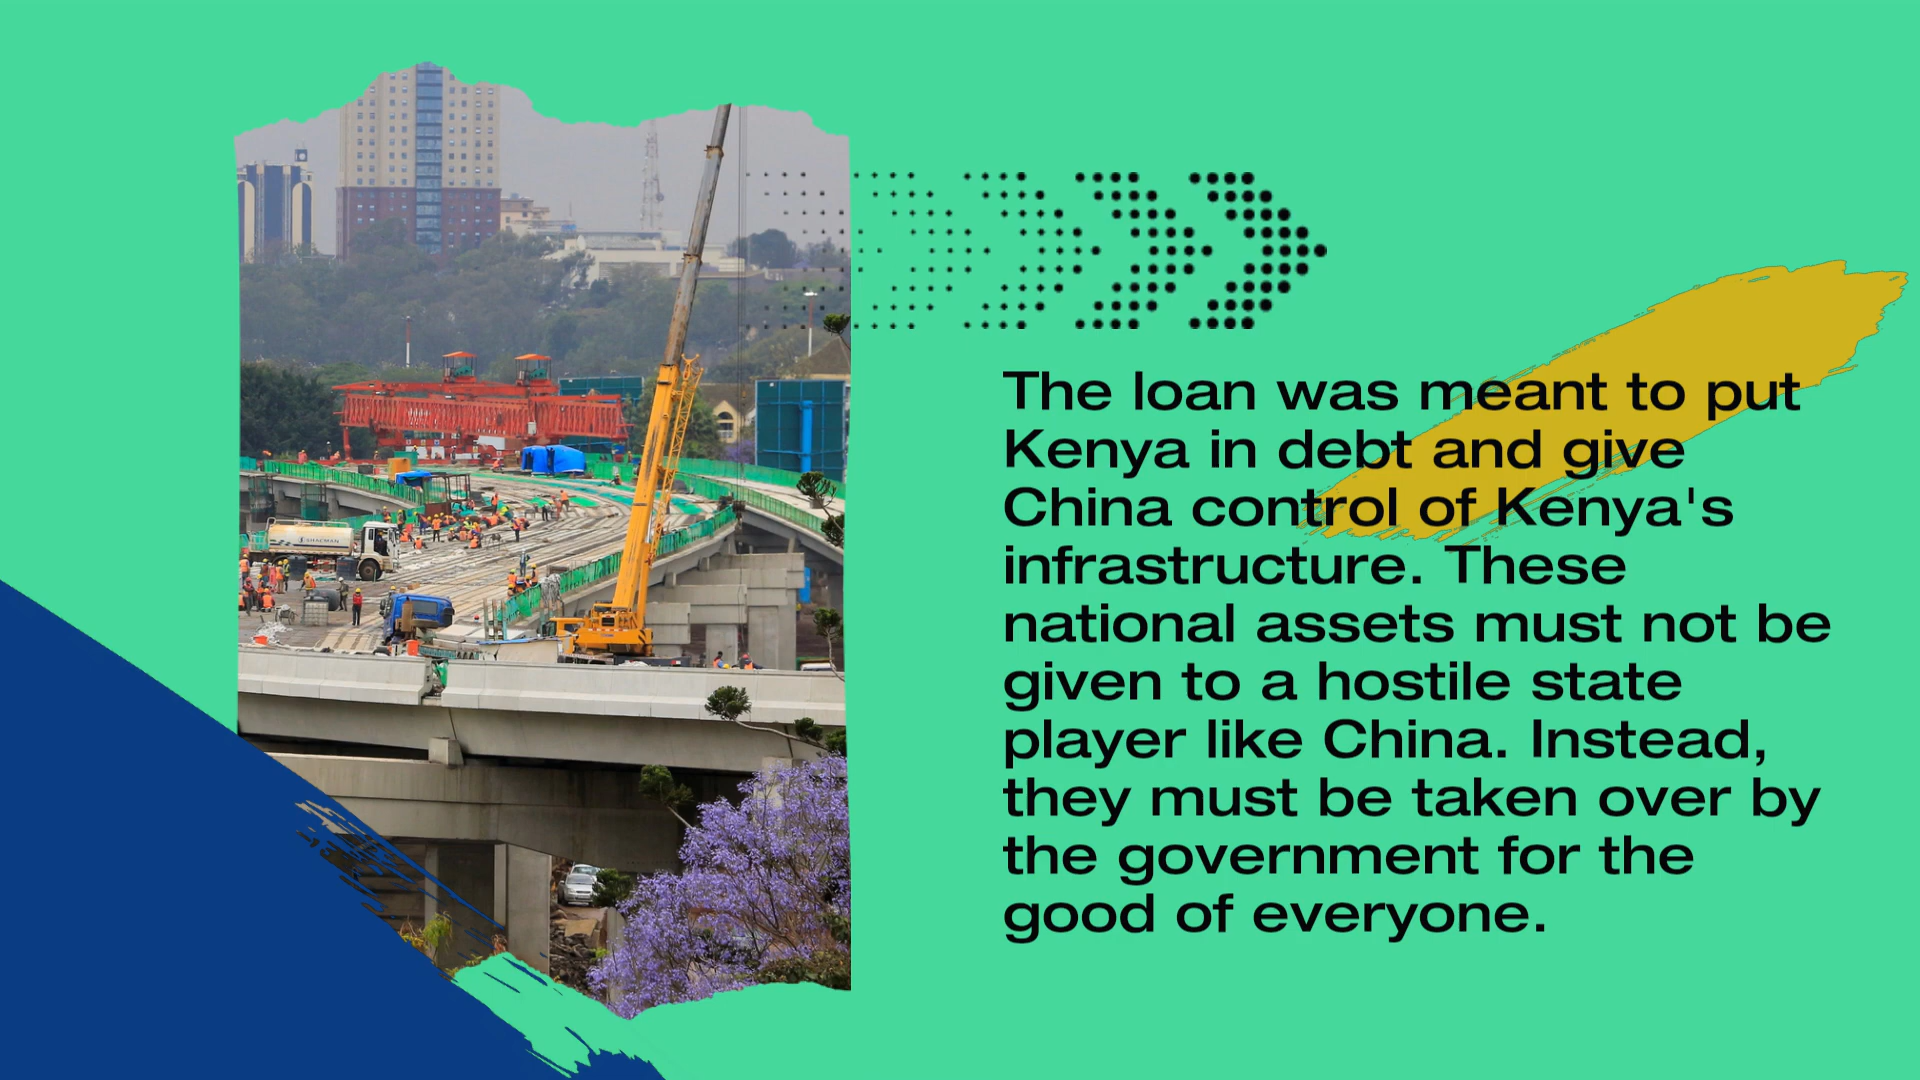 SHACMAN
The loan was meant to put
Kenya in debt and give
China control of Kenya's
infrastructure. These
national assets must not be
given to a hostile state
player like China. Instead,
they must be taken over by
the government for the
good of everyone.